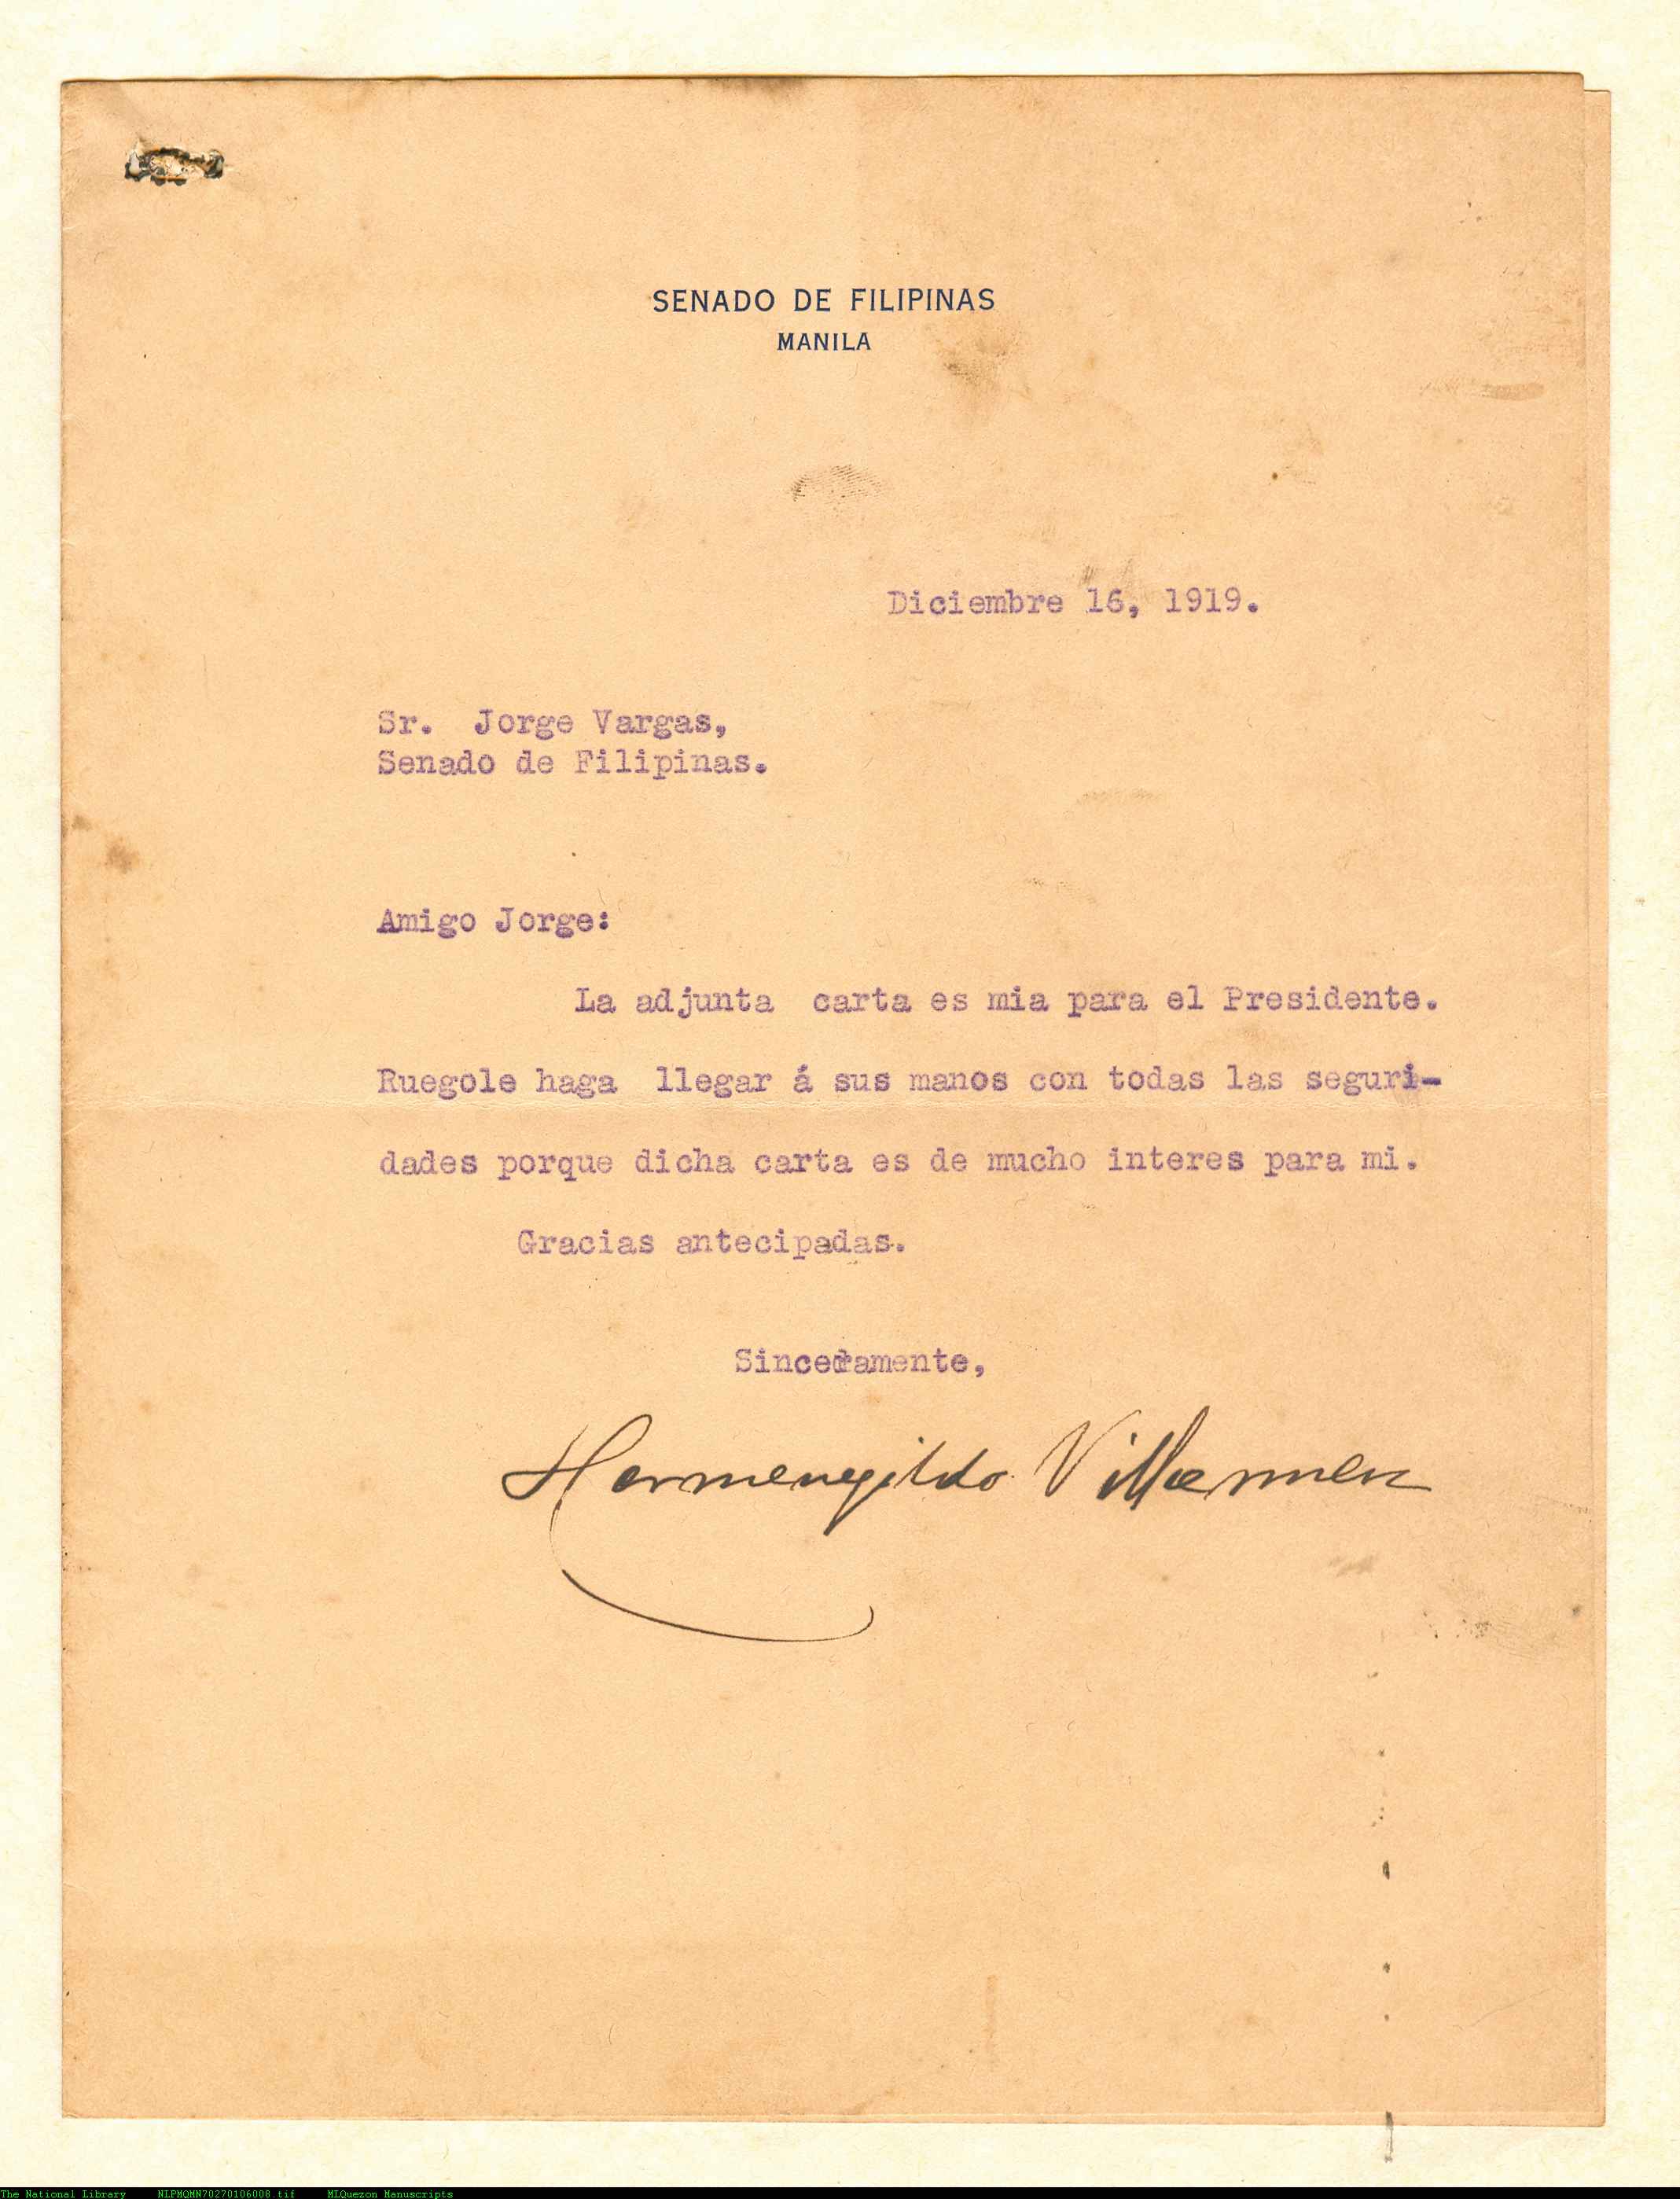 SENADO DE FILIPINAS
MANILA
Diciembre 16, 1919.
Sr. Jorge Vargas,
Senado de Filipinas.
Amigo Jorge:
La adjunta carta es mia para el Presidente.
Ruegole haga llegar á sus manos con todas las seguri-
dades porque dicha carta es de mucho interes para mi.
Gracias antecipadas.
Sinceramente,
Hermenegildo Villanmen
The National Library NLPMQMN70270106008.tif MLQuezon Manuscripts